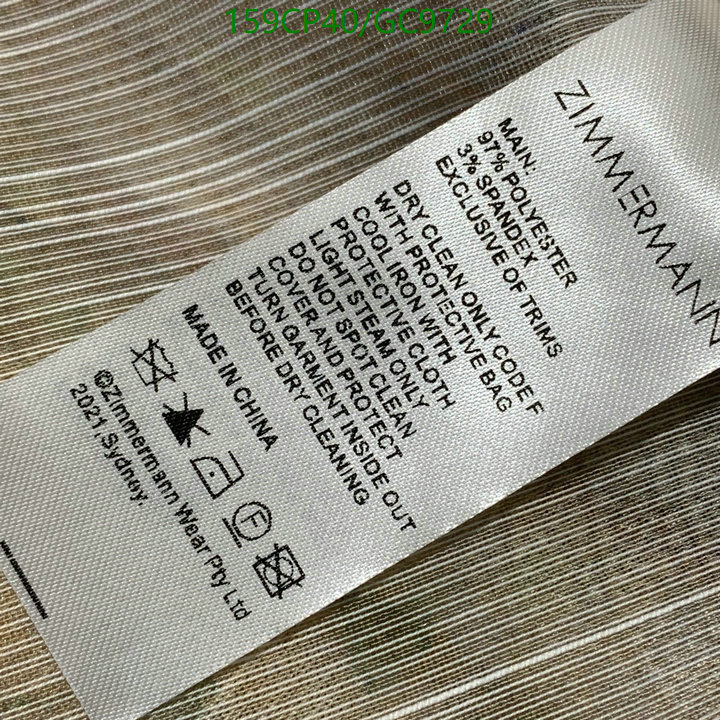 159CP40/GC9729
ZIMMERMANN
MAIN:
97% POLYESTER
3% SPANDEX
EXCLUSIVE OF TRIMS
DRY CLEAN ONLY CODE F
WITH PROTECTIVE BAG
COOL IRON WITH
PROTECTIVE CLOTH
LIGHT STEAM ONLY
DO NOT SPOT CLEAN
COVER AND PROTECT
TURN GARMENT INSIDE OUT
BEFORE DRY CLEANING
MADE IN CHINA
F
©Zimmermann Wear Pty Ltd
2021 Sydney.